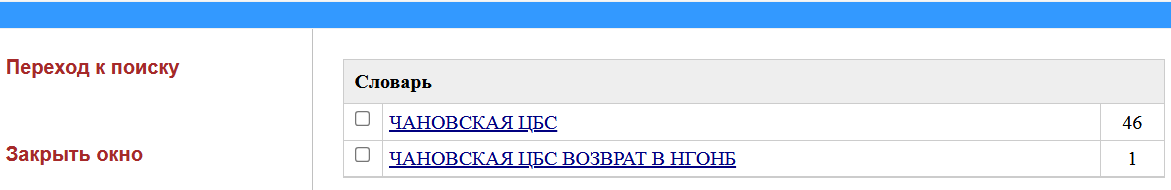 Переход к поиску
Закрыть окно
Словарь
ЧАНОВСКАЯ ЦБС 46
ЧАНОВСКАЯ ЦБС ВОЗВРАТ В НГОНБ 1